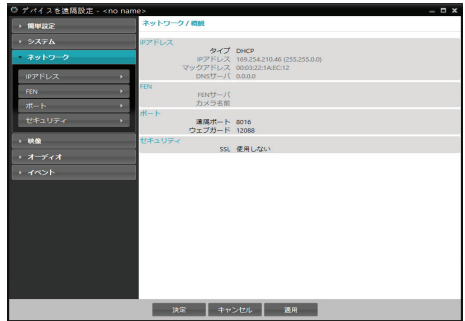 デバイスを遠隔設定 - <no name>
簡単設定
システム
ネットワーク
IPアドレス
FEN
ポート
セキュリティ
映像
オーディオ
イベント
ネットワーク / 概観
IPアドレス
タイプ DHCP
IPアドレス 169.254.210.46 (255.255.0.0)
マックアドレス 00:03:22:1A:EC:12
DNSサーバ 0.0.0.0
FEN
FENサーバ
カメラ名前
ポート
遠隔ポート 8016
ウェブガード 12088
セキュリティ
SSL 使用しない
決定 キャンセル 適用